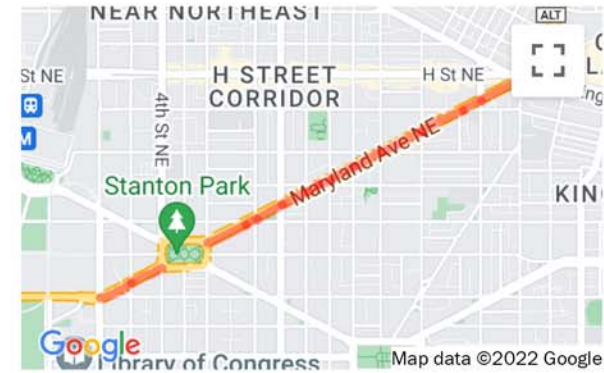 NEAR NORTHEAST
ALT
St NE
H STREET
CORRIDOR
H St NE
4th St NE
M
Stanton Park
Maryland Ave NE
KIN
Google
Library of Congress
Map data ©2022 Google